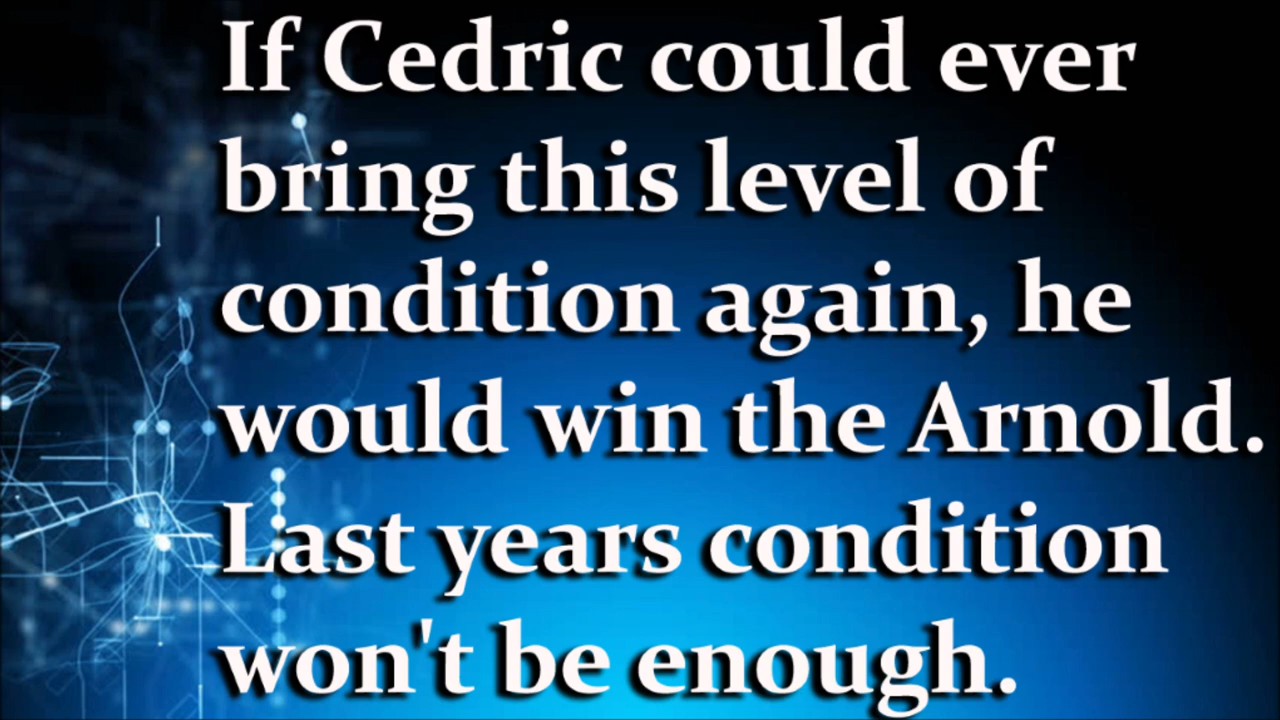 If Cedric could ever
bring this level of
condition again, he
would win the Arnold.
Last years condition
won't be enough.